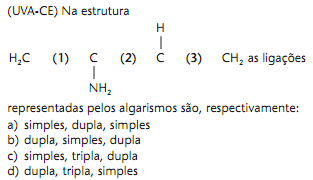 (UVA-CE) Na estrutura
H
|
H₂C (1) C (2) C (3) CH₂ as ligações
|
NH₂
representadas pelos algarismos são, respectivamente:
a) simples, dupla, simples
b) dupla, simples, dupla
c) simples, tripla, dupla
d) dupla, tripla, simples